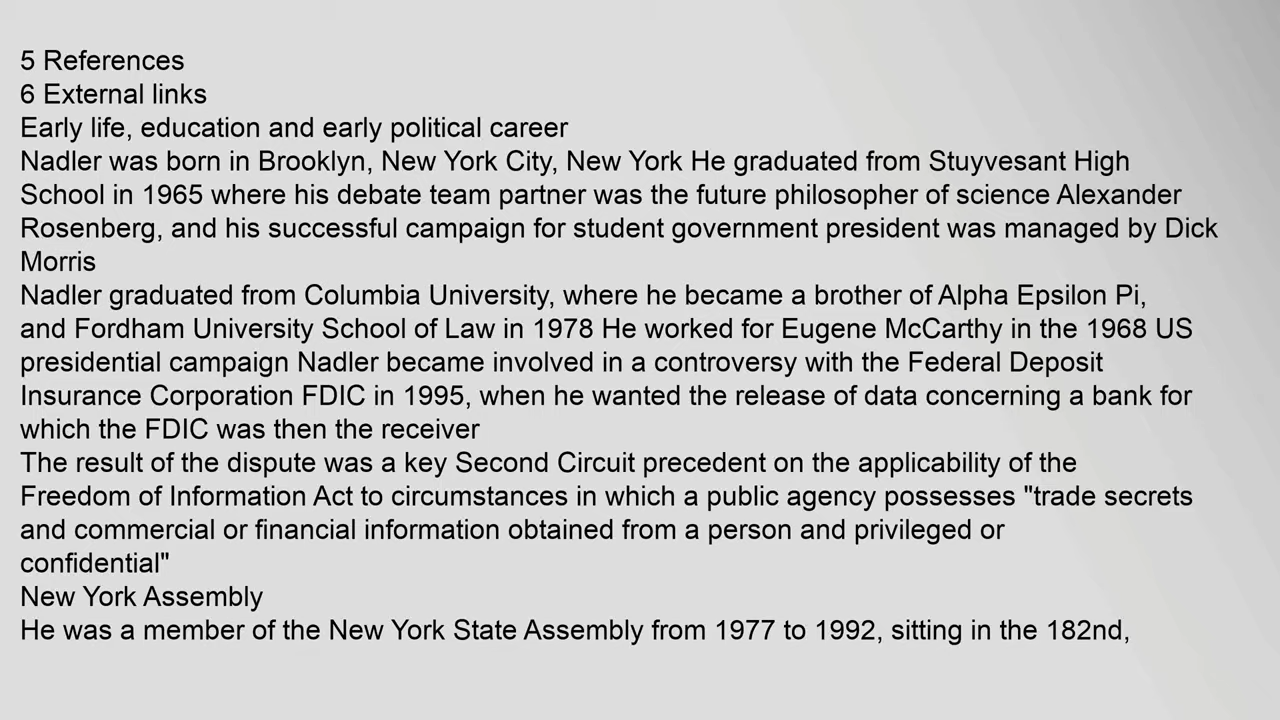 5 References
6 External links
Early life, education and early political career
Nadler was born in Brooklyn, New York City, New York He graduated from Stuyvesant High
School in 1965 where his debate team partner was the future philosopher of science Alexander
Rosenberg, and his successful campaign for student government president was managed by Dick
Morris
Nadler graduated from Columbia University, where he became a brother of Alpha Epsilon Pi,
and Fordham University School of Law in 1978 He worked for Eugene McCarthy in the 1968 US
presidential campaign Nadler became involved in a controversy with the Federal Deposit
Insurance Corporation FDIC in 1995, when he wanted the release of data concerning a bank for
which the FDIC was then the receiver
The result of the dispute was a key Second Circuit precedent on the applicability of the
Freedom of Information Act to circumstances in which a public agency possesses "trade secrets
and commercial or financial information obtained from a person and privileged or
confidential"
New York Assembly
He was a member of the New York State Assembly from 1977 to 1992, sitting in the 182nd,